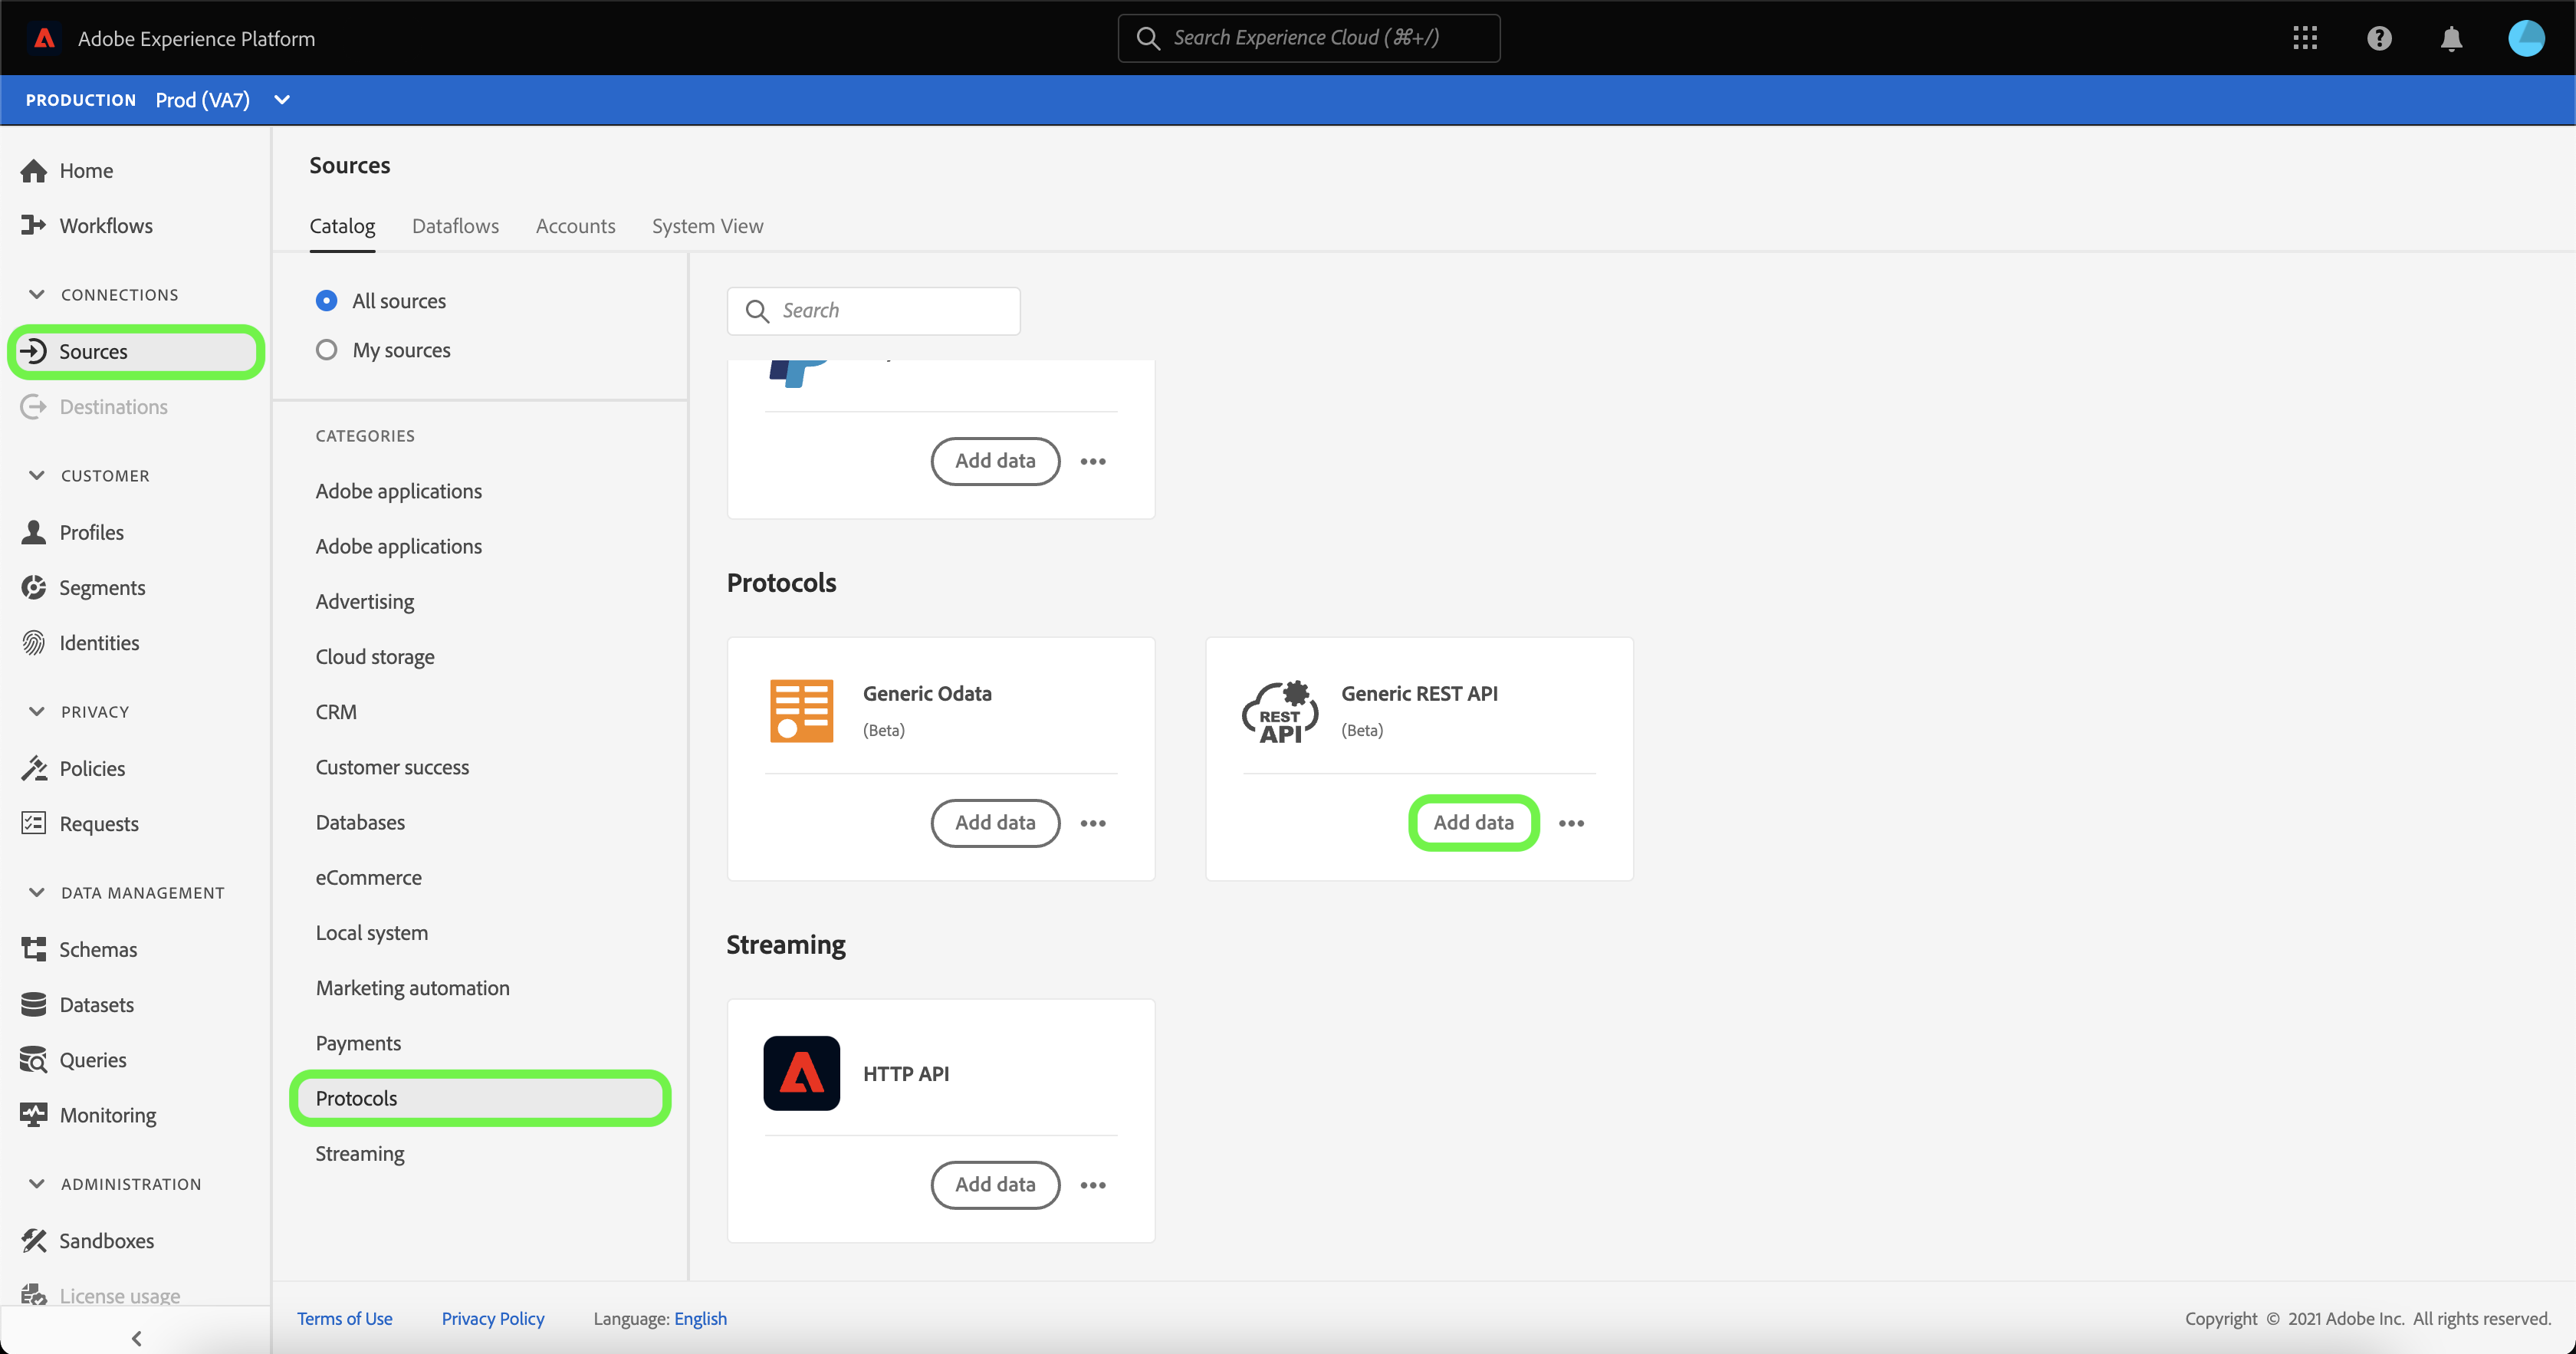 Adobe Experience Platform
Search Experience Cloud (⌘+/)
PRODUCTION Prod (VA7)
Home
Workflows
CONNECTIONS
Sources
Destinations
CUSTOMER
Profiles
Segments
Identities
PRIVACY
Policies
Requests
DATA MANAGEMENT
Schemas
Datasets
Queries
Monitoring
ADMINISTRATION
Sandboxes
License usage
Sources
Catalog Dataflows Accounts System View
All sources
My sources
CATEGORIES
Adobe applications
Adobe applications
Advertising
Cloud storage
CRM
Customer success
Databases
eCommerce
Local system
Marketing automation
Payments
Protocols
Streaming
Search
Add data
Protocols
Generic Odata
(Beta)
Add data
REST
API
Generic REST API
(Beta)
Add data
Streaming
HTTP API
Add data
Terms of Use Privacy Policy Language: English
Copyright © 2021 Adobe Inc. All rights reserved.